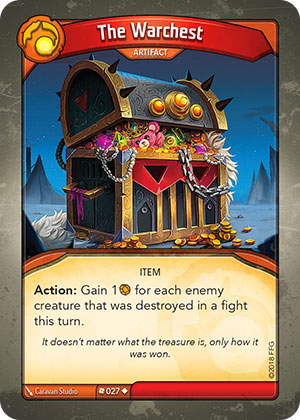 The Warchest
ARTIFACT
ITEM
Action: Gain 1 for each enemy
creature that was destroyed in a fight
this turn.
It doesn't matter what the treasure is, only how it
was won.
Caravan Studio
027
©2018 FFG